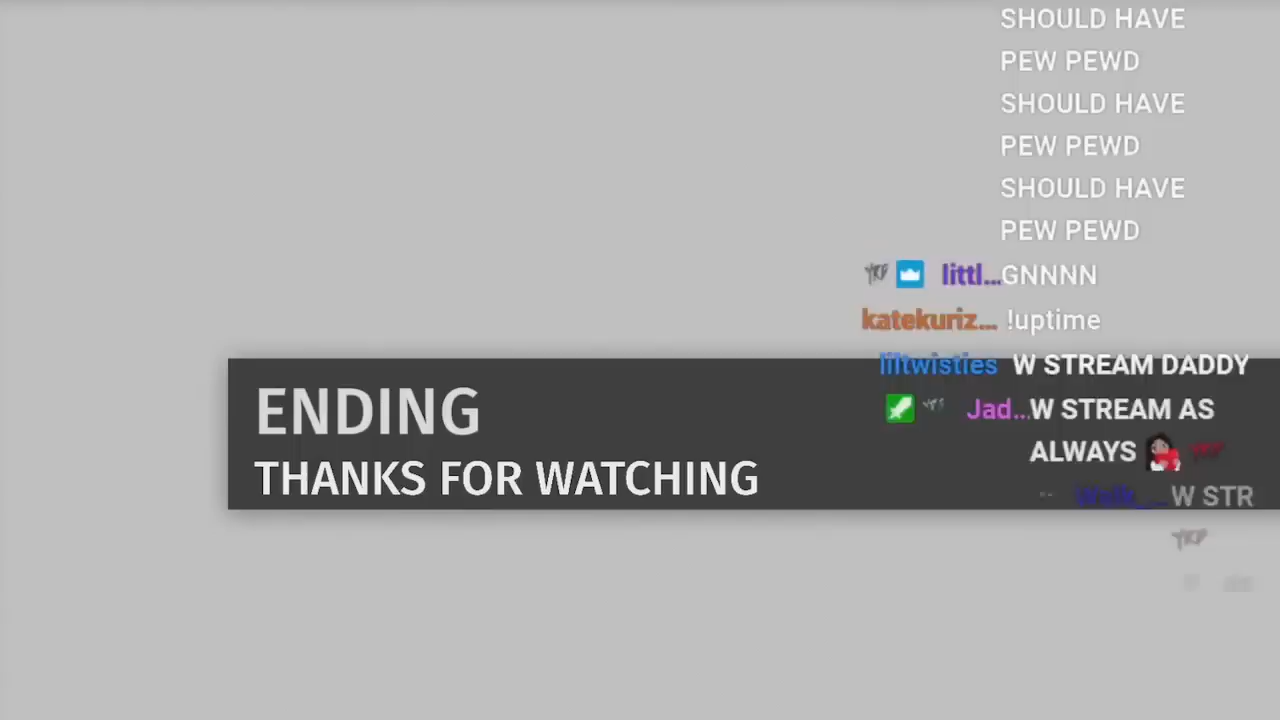 SHOULD HAVE
PEW PEWD
SHOULD HAVE
PEW PEWD
SHOULD HAVE
PEW PEWD
littl...GNNNN
katekuriz... !uptime
liltwisties W STREAM DADDY
ENDING
Jad...W STREAM AS
ALWAYS
THANKS FOR WATCHING
W STR